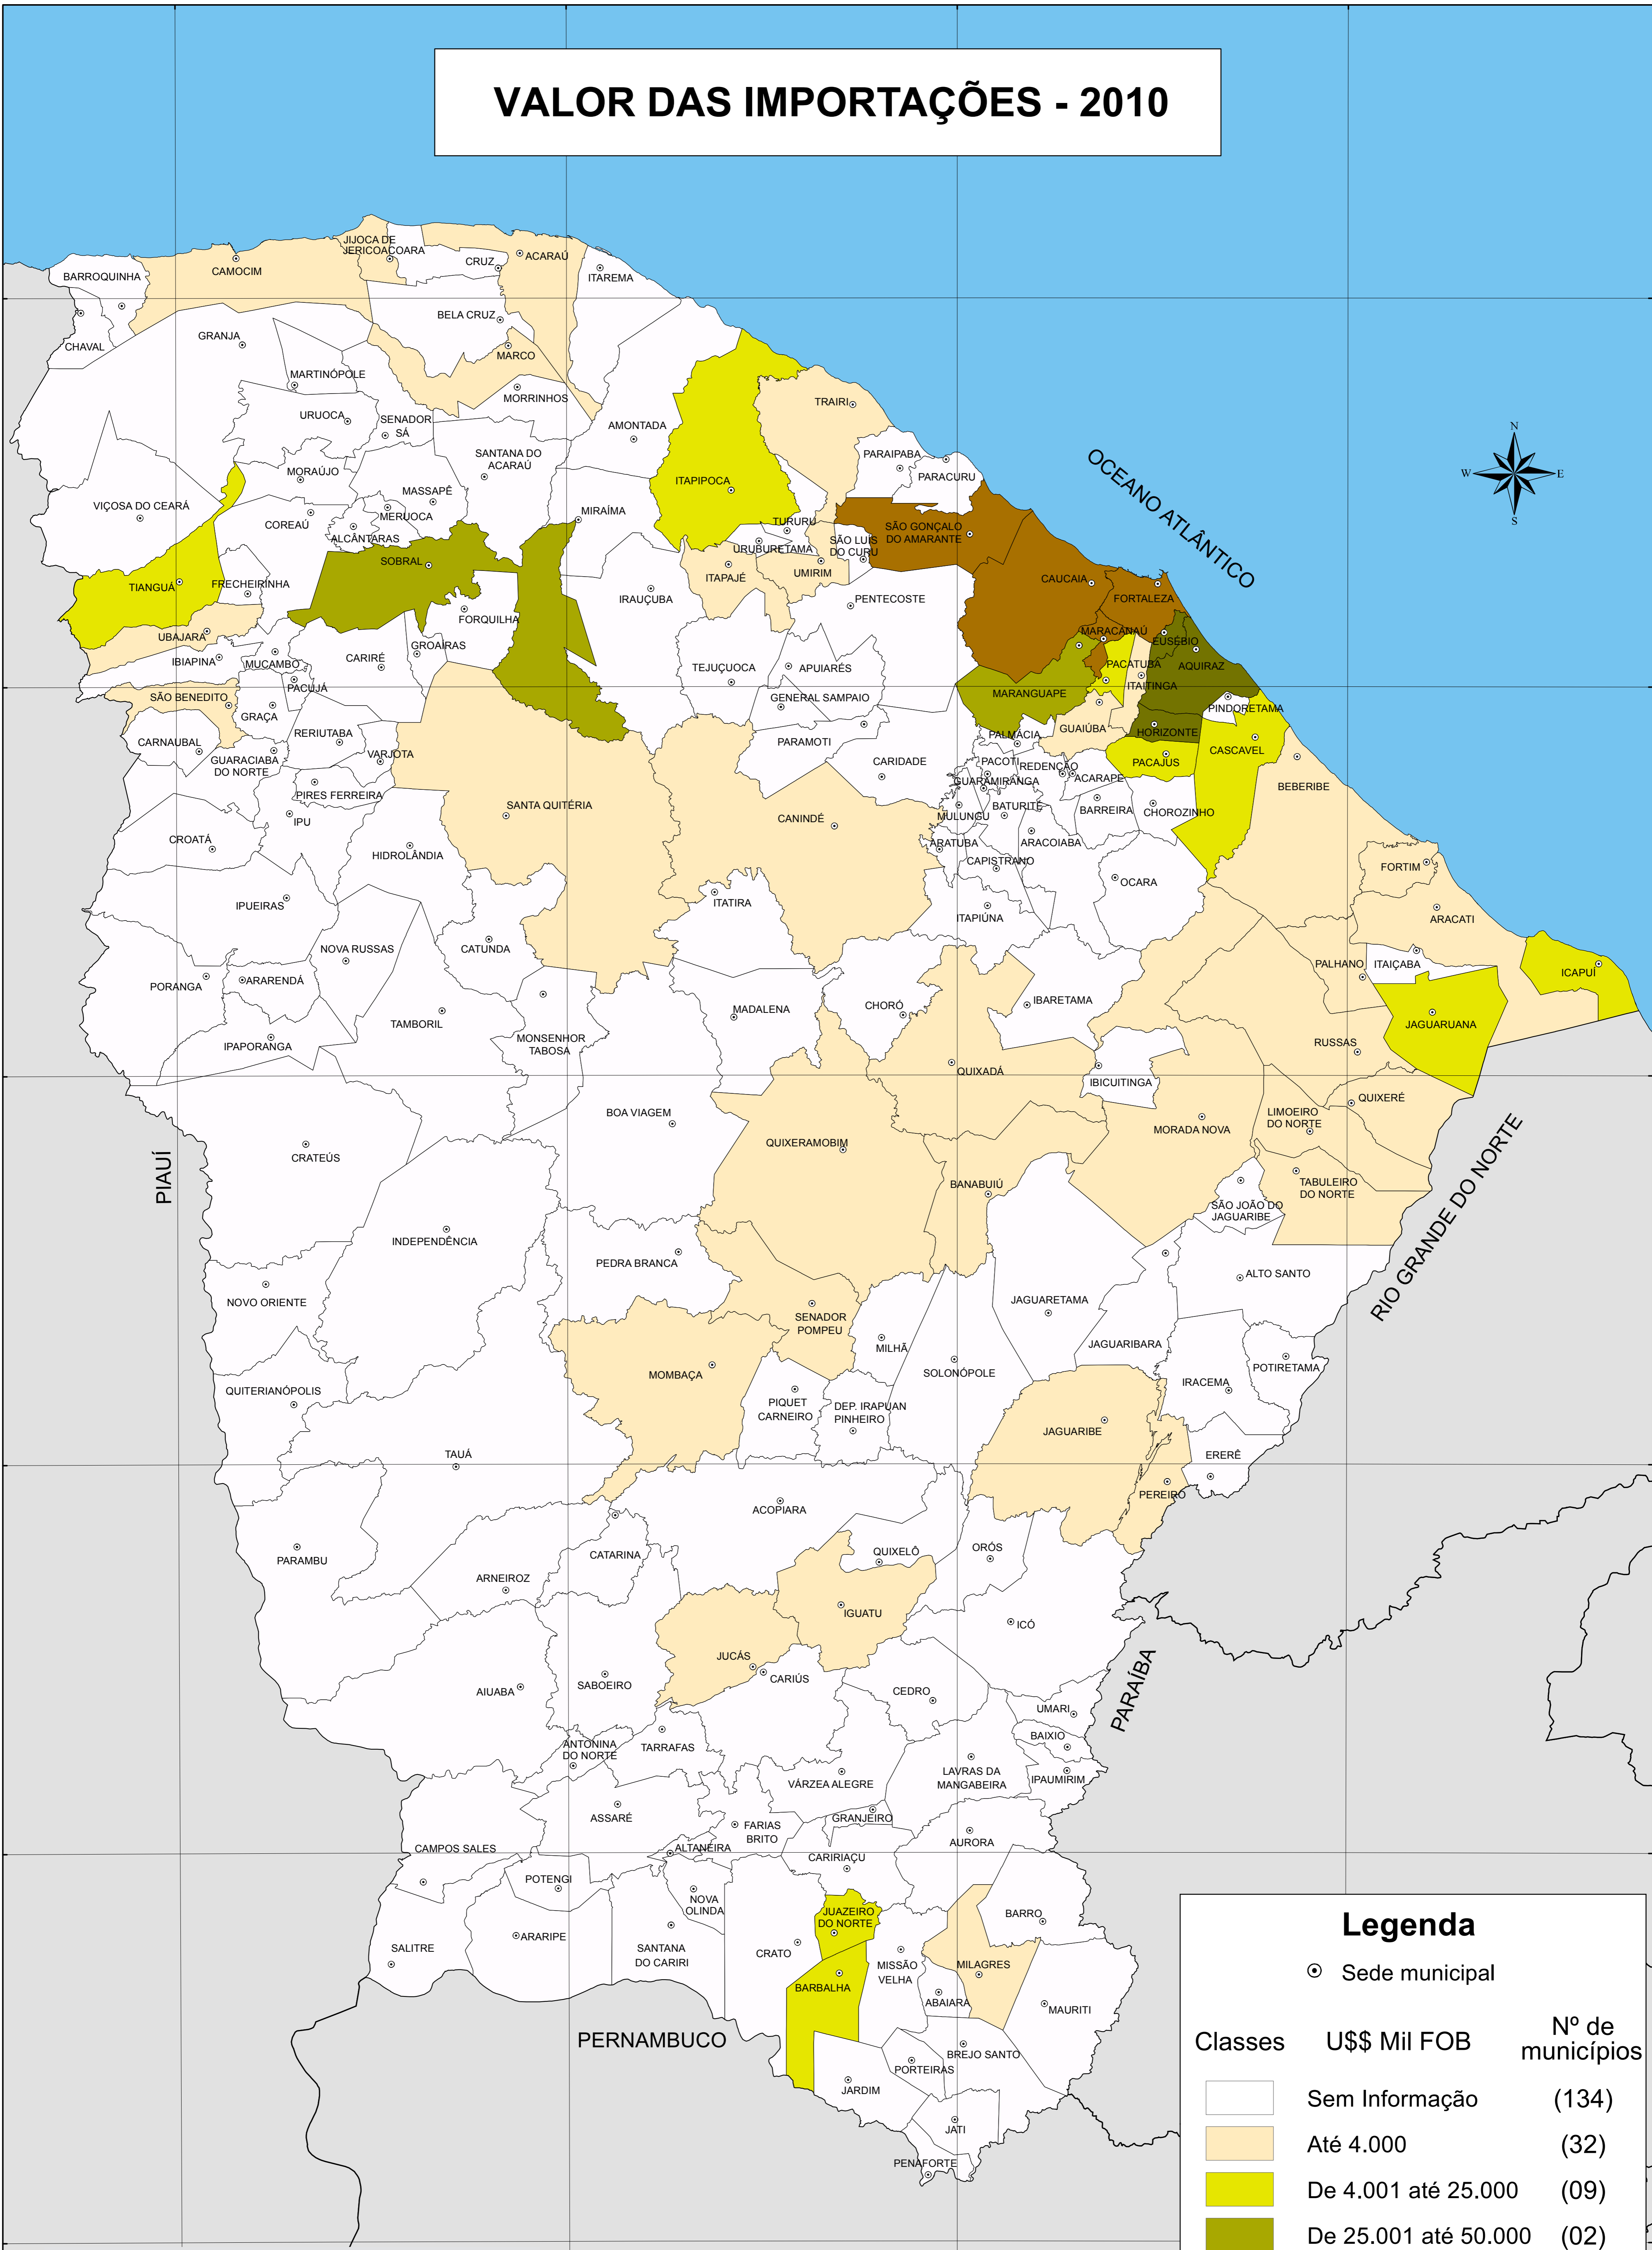 VALOR DAS IMPORTAÇÕES - 2010
JIJOCA DE
JERICOACOARA
CRUZ
ACARAÚ
BARROQUINHA
CAMOCIM
ITAREMA
CHAVAL
GRANJA
BELA CRUZ
MARCO
MARTINÓPOLE
MORRINHOS
URUOCA
SENADOR
SÁ
AMONTADA
TRAIRI
SANTANA DO
ACARAÚ
MORAÚJO
MASSAPÊ
ITAPIPOCA
PARAIPABA
PARACURU
OCEANO ATLÂNTICO
N
W
E
S
VIÇOSA DO CEARÁ
COREAÚ
MERUOCA
ALCÂNTARAS
MIRAÍMA
TURURU
URUBURETAMA
SÃO LUÍS
DO CURU
SÃO GONÇALO
DO AMARANTE
TIANGUÁ
FRECHEIRINHA
SOBRAL
IRAUÇUBA
ITAPAJÉ
UMIRIM
PENTECOSTE
CAUCAIA
FORTALEZA
FORQUILHA
UBAJARA
IBIAPINA
MUCAMBO
CARIRÉ
GROAÍRAS
TEJUÇUOCA
APUIARÉS
MARACANAÚ
EUSÉBIO
PACATUBA
AQUIRAZ
SÃO BENEDITO
PACUJÁ
GENERAL SAMPAIO
MARANGUAPE
ITAITINGA
PINDORETAMA
GRAÇA
RERIUTABA
PARAMOTI
PALMÁCIA
GUAIÚBA
HORIZONTE
CARNAUBAL
GUARACIABA
DO NORTE
VARJOTA
CARIDADE
PACOTI
REDENÇÃO
PACAJUS
CASCAVEL
GUARAMIRANGA
ACARAPE
BEBERIBE
PIRES FERREIRA
IPU
SANTA QUITÉRIA
CANINDÉ
MULUNGU
BATURITÉ
BARREIRA
CHOROZINHO
CROATÁ
HIDROLÂNDIA
ARATUBA
ARACOIABA
CAPISTRANO
FORTIM
OCARA
IPUEIRAS
ITATIRA
ITAPIÚNA
ARACATI
NOVA RUSSAS
CATUNDA
PORANGA
ARARENDÁ
PALHANO
ITAIÇABA
ICAPUÍ
TAMBORIL
MADALENA
CHORÓ
IBARETAMA
JAGUARUANA
IPAPORANGA
MONSENHOR
TABOSA
RUSSAS
QUIXADÁ
IBICUITINGA
BOA VIAGEM
QUIXERÉ
LIMOEIRO
DO NORTE
MORADA NOVA
CRATEÚS
QUIXERAMOBIM
PIAUÍ
BANABUIÚ
TABULEIRO
DO NORTE
SÃO JOÃO DO
JAGUARIBE
RIO GRANDE DO NORTE
INDEPENDÊNCIA
PEDRA BRANCA
ALTO SANTO
NOVO ORIENTE
JAGUARETAMA
SENADOR
POMPEU
MILHÃ
JAGUARIBARA
POTIRETAMA
MOMBAÇA
SOLONÓPOLE
IRACEMA
QUITERIANÓPOLIS
PIQUET
CARNEIRO
DEP. IRAPUAN
PINHEIRO
JAGUARIBE
TAUÁ
ERERÊ
PEREIRO
ACOPIARA
PARAMBU
CATARINA
QUIXELÔ
ORÓS
ARNEIROZ
IGUATU
ICÓ
JUCÁS
SABOEIRO
CARIÚS
AIUABA
CEDRO
UMARI
PARAÍBA
BAIXIO
ANTONINA
DO NORTE
TARRAFAS
LAVRAS DA
MANGABEIRA
IPAUMIRIM
VÁRZEA ALEGRE
ASSARÉ
GRANJEIRO
FARIAS
BRITO
AURORA
CAMPOS SALES
ALTANEIRA
CARIRIAÇU
POTENGI
NOVA
OLINDA
JUAZEIRO
DO NORTE
BARRO
ARARIPE
SALITRE
SANTANA
DO CARIRI
CRATO
MISSÃO
VELHA
MILAGRES
BARBALHA
ABAIARA
MAURITI
PERNAMBUCO
BREJO SANTO
PORTEIRAS
JARDIM
JATI
PENAFORTE
Legenda
Sede municipal
Classes U$$ Mil FOB Nº de
municípios
Sem Informação (134)
Até 4.000 (32)
De 4.001 até 25.000 (09)
De 25.001 até 50.000 (02)